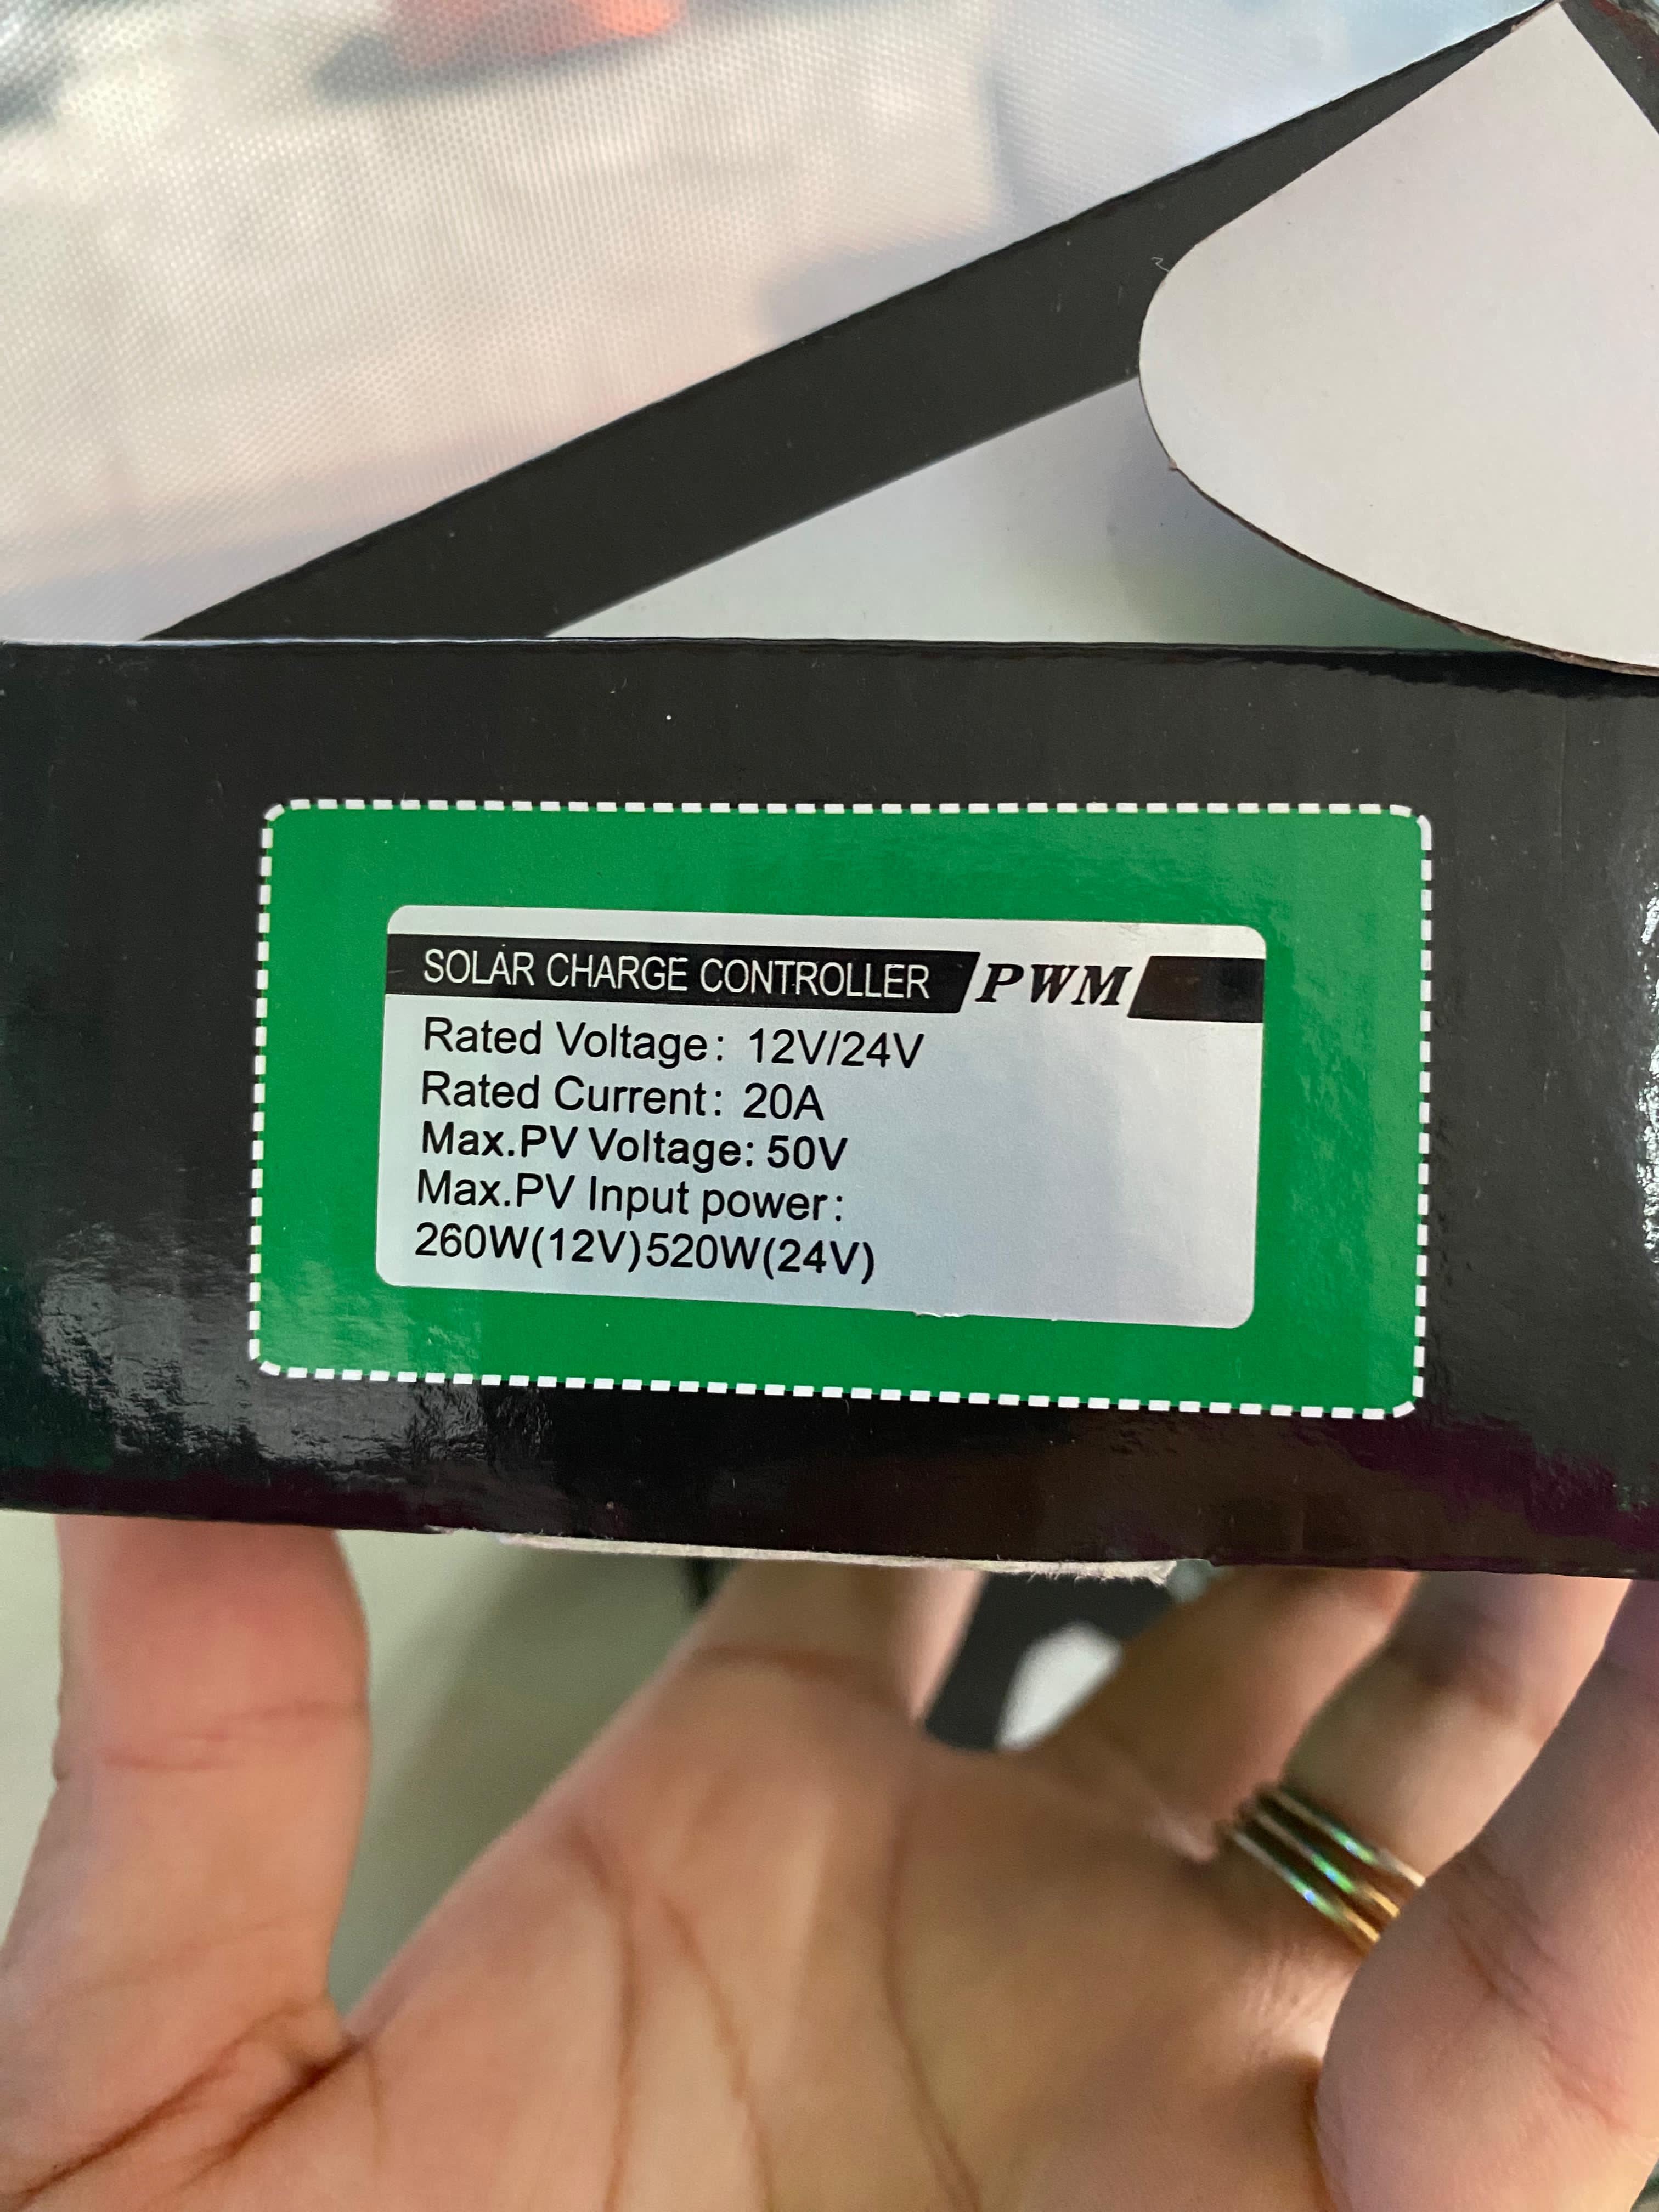 SOLAR CHARGE CONTROLLER PWM
Rated Voltage: 12V/24V
Rated Current: 20A
Max.PV Voltage: 50V
Max.PV Input power:
260W(12V)520W(24V)